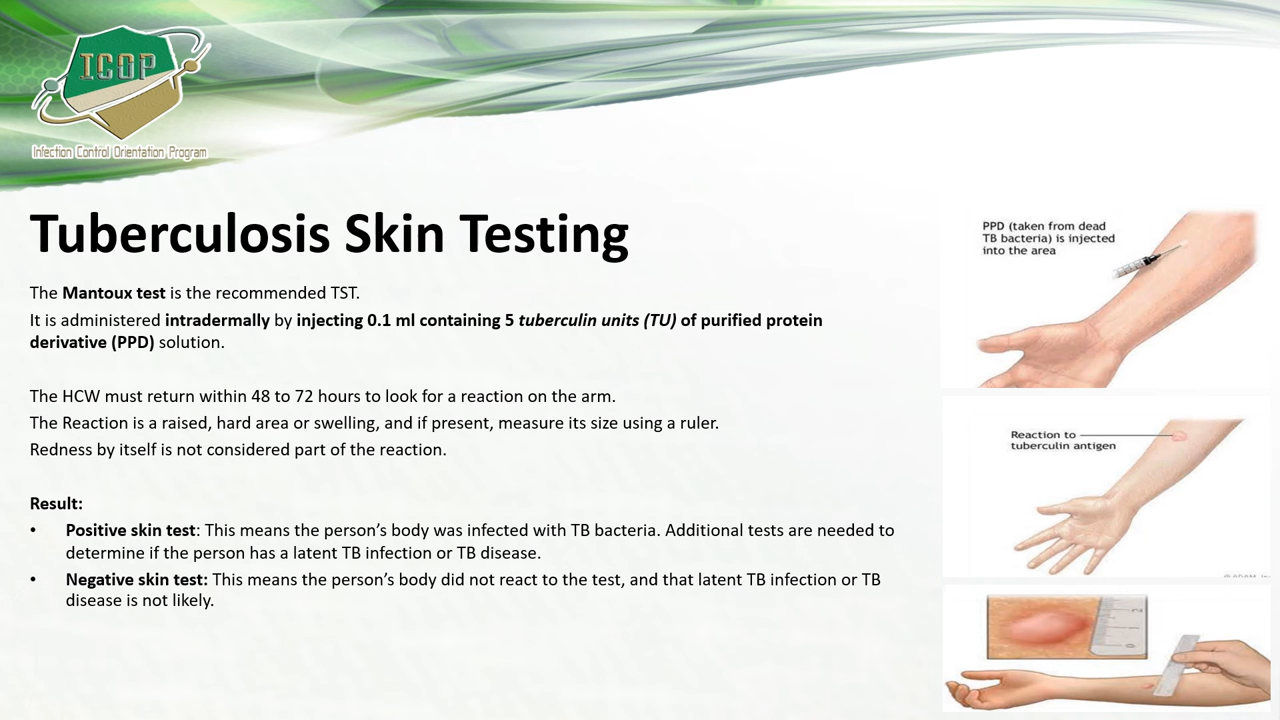 ICOP
Infection Control Orientation Program
Tuberculosis Skin Testing
The Mantoux test is the recommended TST.
It is administered intradermally by injecting 0.1 ml containing 5 tuberculin units (TU) of purified protein
derivative (PPD) solution.
The HCW must return within 48 to 72 hours to look for a reaction on the arm.
The Reaction is a raised, hard area or swelling, and if present, measure its size using a ruler.
Redness by itself is not considered part of the reaction.
Result:
• Positive skin test: This means the person’s body was infected with TB bacteria. Additional tests are needed to
determine if the person has a latent TB infection or TB disease.
• Negative skin test: This means the person’s body did not react to the test, and that latent TB infection or TB
disease is not likely.
PPD (taken from dead
TB bacteria) is injected
into the area
Reaction to
tuberculin antigen